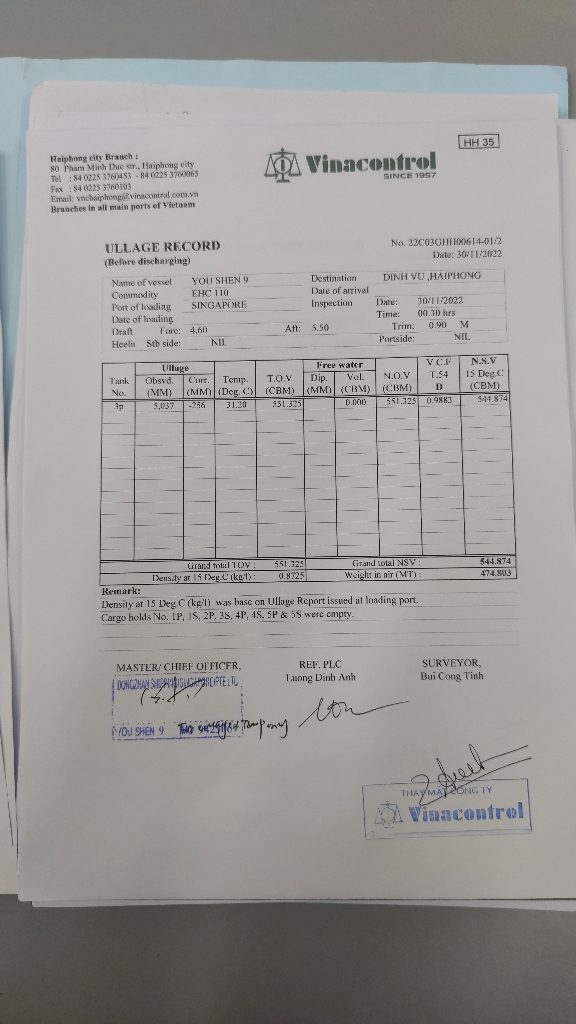 Haiphong city Branch :
80 Pham Minh Duc str., Haiphong city
Tel : 84 0225 3760453 - 84 0225 3760065
Fax : 84 0225 3760103
Email: vnchaiphong@vinacontrol.com.vn
Branches in all main ports of Vietnam
Vinacontrol
SINCE 1957
HH 35
ULLAGE RECORD
(Before discharging)
No. 22C03GHH00614-01/2
Date: 30/11/2022
Name of vessel YOU SHEN 9 Destination DINH VU ,HAIPHONG
Commodity EHC 110 Date of arrival
Port of loading SINGAPORE Inspection Date: 30/11/2022
Date of loading Time: 00.30 hrs
Draft Fore: 4.60 Aft: 5.50 Trim: 0.90 M
Heelin Stb side: NIL Portside: NIL
Tank No. Ullage Obsvd. (MM) Corr. (MM) Temp. (Deg. C) T.O.V (CBM) Free water Dip. (MM) Vol. (CBM) N.O.V (CBM) V C.F T.54 D N.S.V 15 Deg.C (CBM)
3p 5,037 -256 31.20 551.325 0.000 551.325 0.9883 544.874
Grand total TOV : 551.325 Grand total NSV : 544.874
Density at 15 Deg.C (kg/l) : 0.8725 Weight in air (MT) : 474.803
Remark:
Density at 15 Deg.C (kg/l) was base on Ullage Report issued at loading port.
Cargo holds No. 1P, 1S, 2P, 3S, 4P, 4S, 5P & 5S were empty.
MASTER/ CHIEF OFFICER, REP. PLC SURVEYOR,
Luong Dinh Anh Bui Cong Tinh
YOU SHEN 9
THAY MẶT CÔNG TY
Vinacontrol